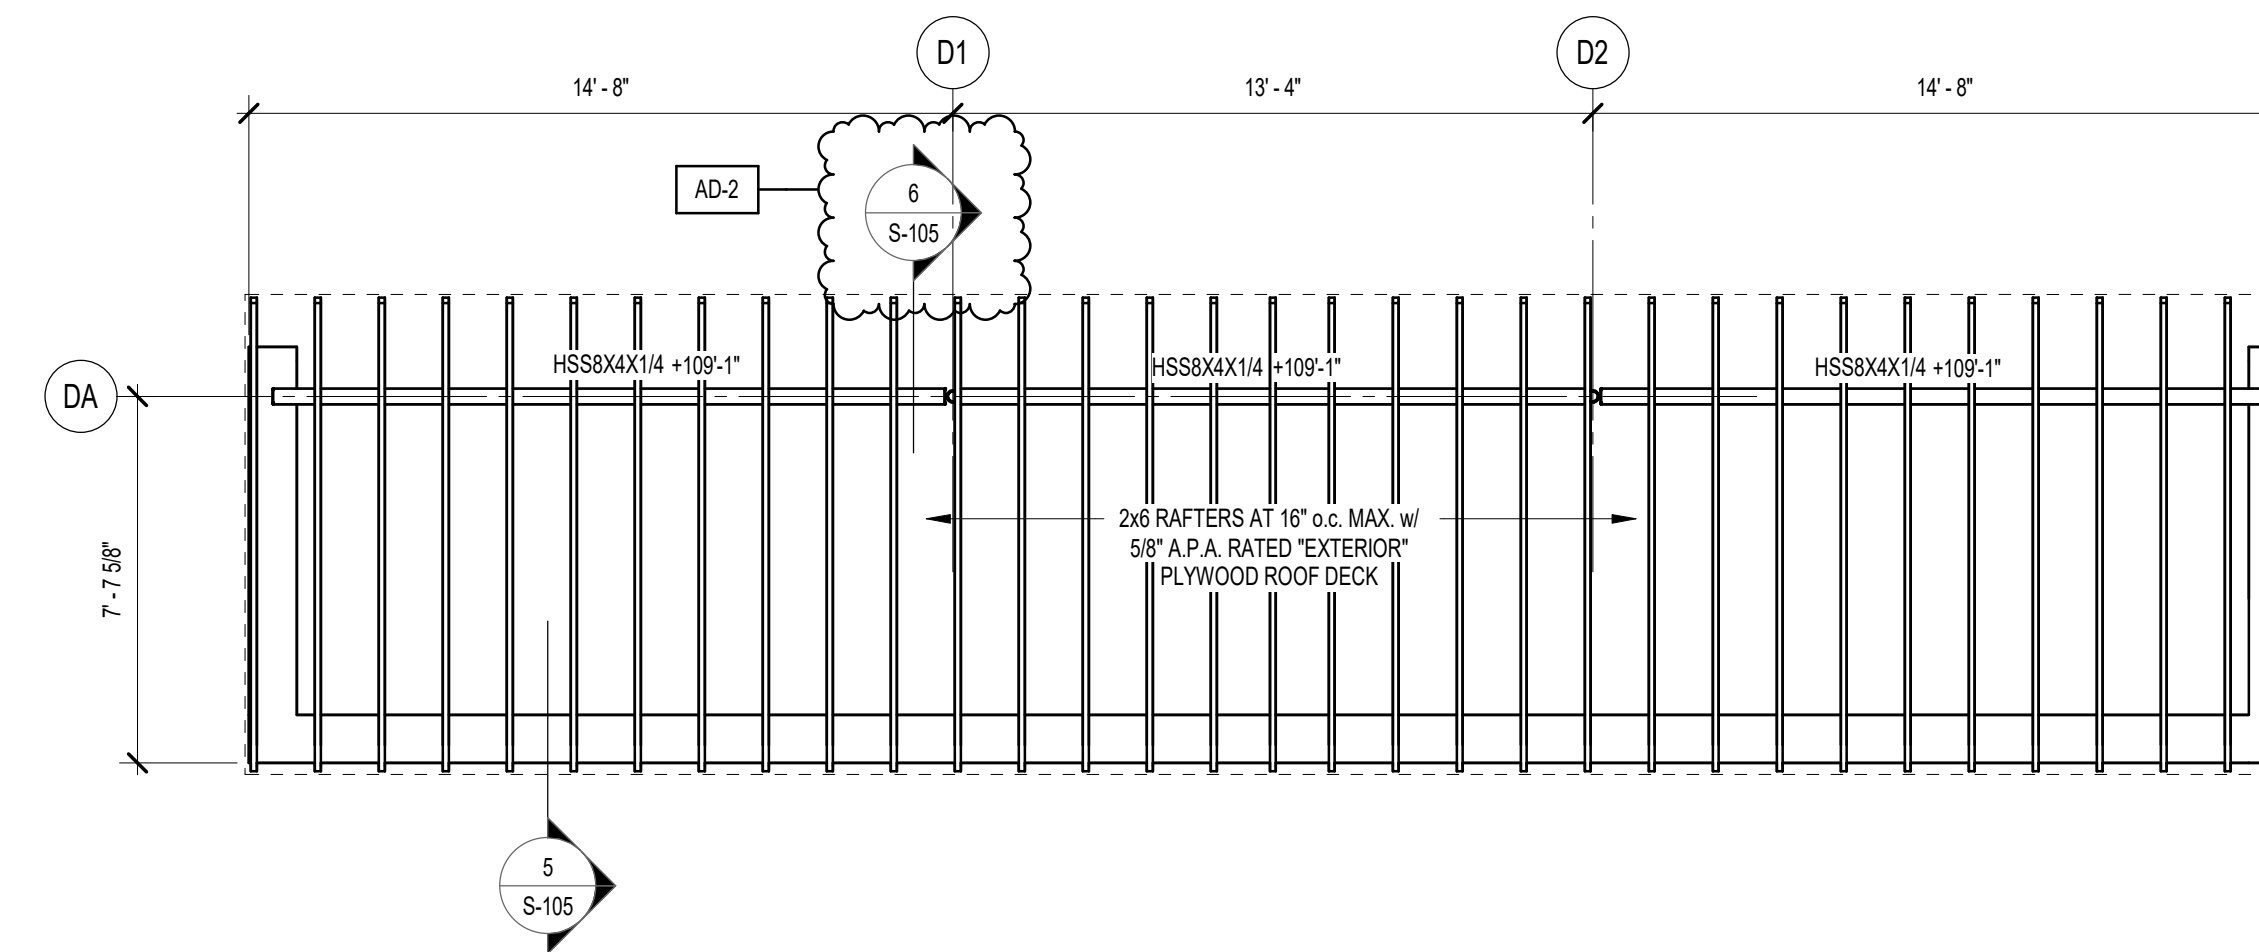 D1
D2
14' - 8"
13' - 4"
14' - 8"
AD-2
6
S-105
HSS8X4X1/4 +109'-1"
HSS8X4X1/4 +109'-1"
HSS8X4X1/4 +109'-1"
DA
2x6 RAFTERS AT 16" o.c. MAX. w/
5/8" A.P.A. RATED "EXTERIOR"
PLYWOOD ROOF DECK
7' - 7 5/8"
5
S-105